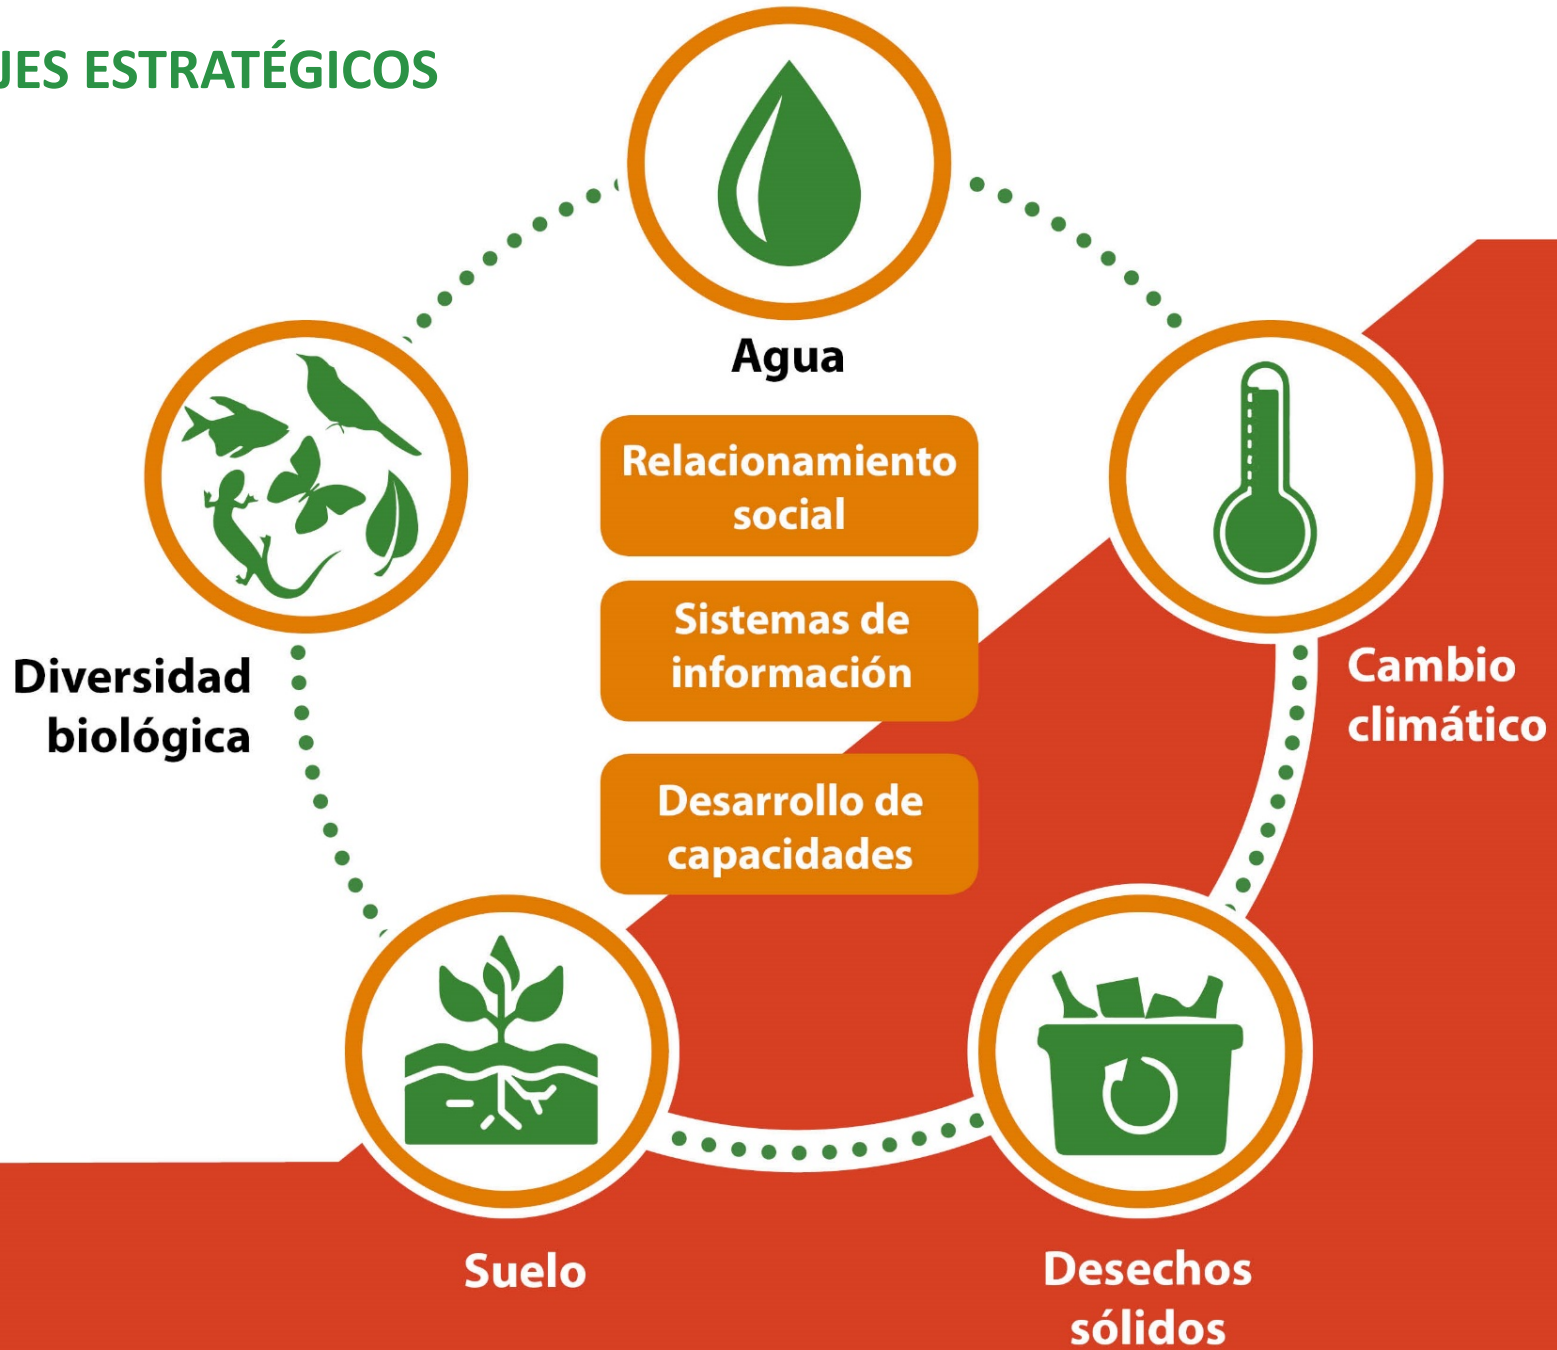 JES ESTRATÉGICOS
Agua
Relacionamiento
social
Sistemas de
información
Desarrollo de
capacidades
Diversidad
biológica
Cambio
climático
Suelo
Desechos
sólidos